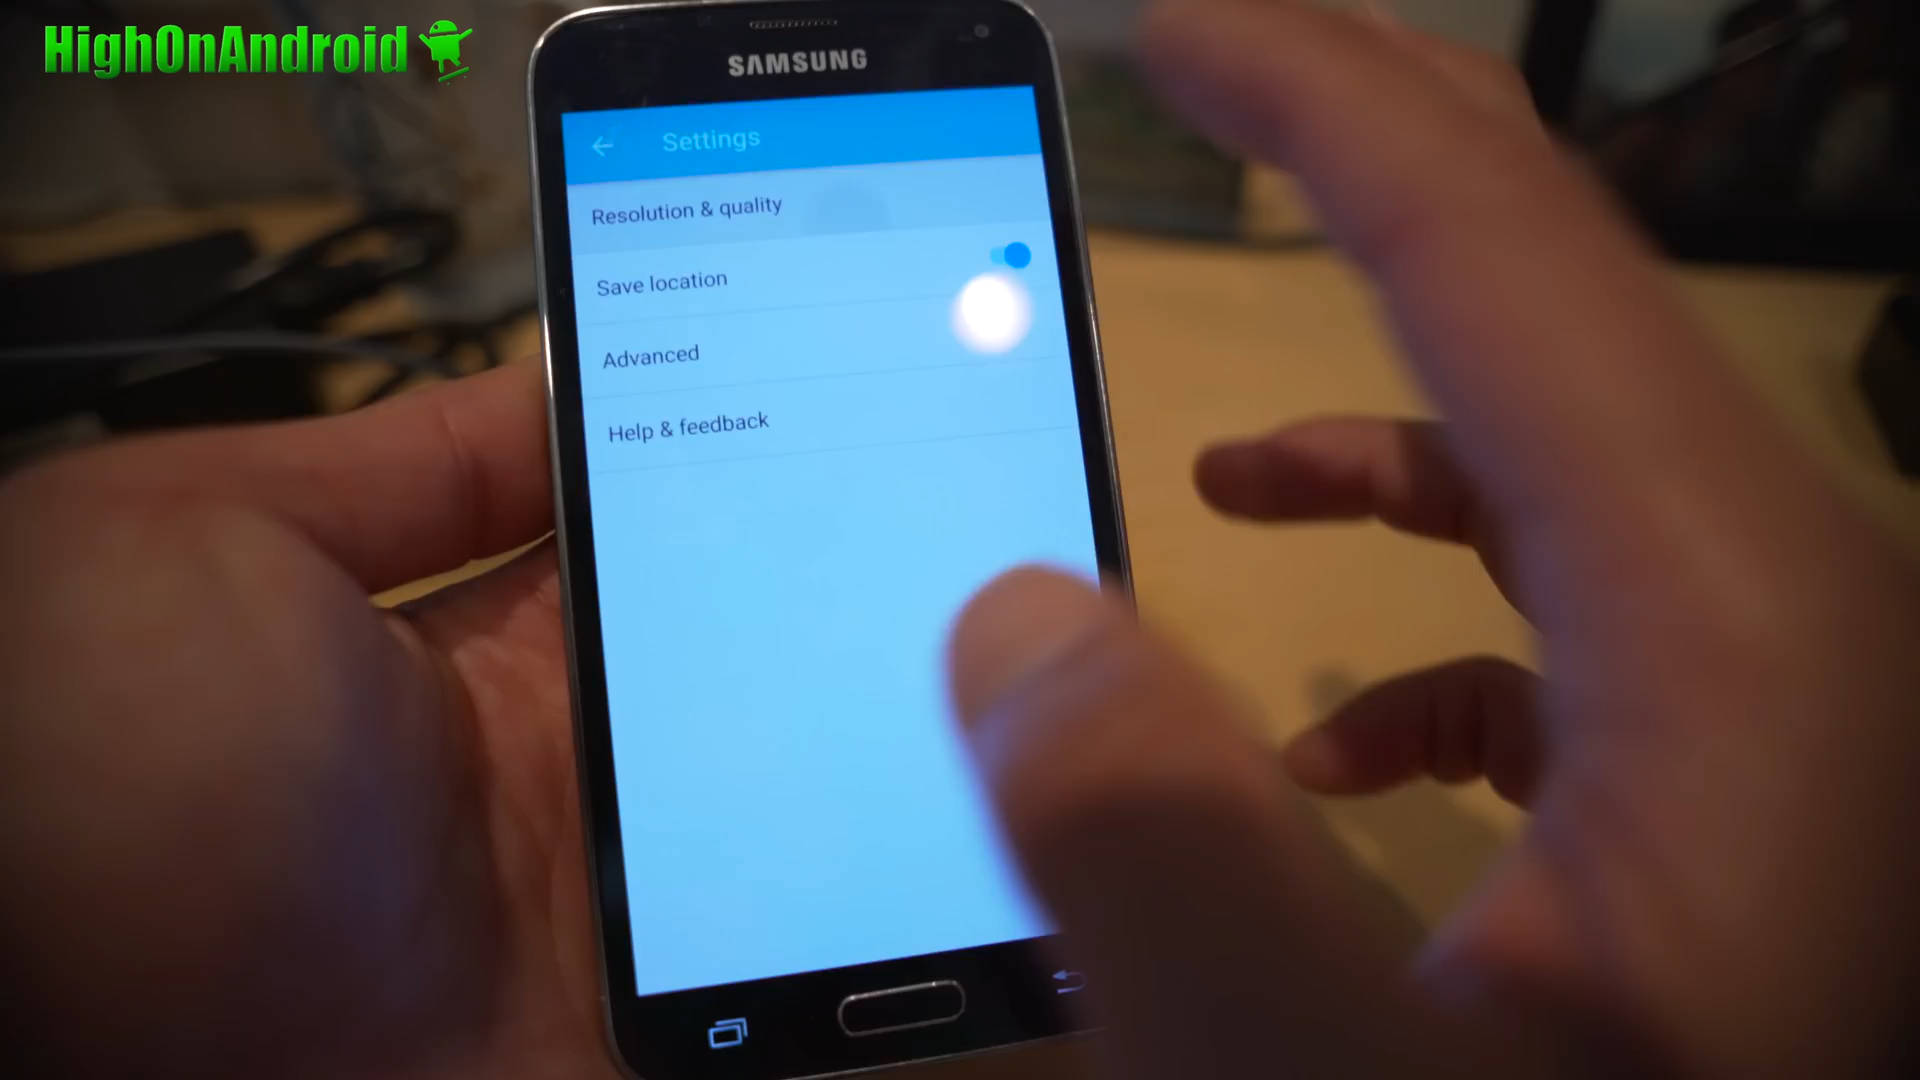 HighOnAndroid
SAMSUNG
Settings
Resolution & quality
Save location
Advanced
Help & feedback